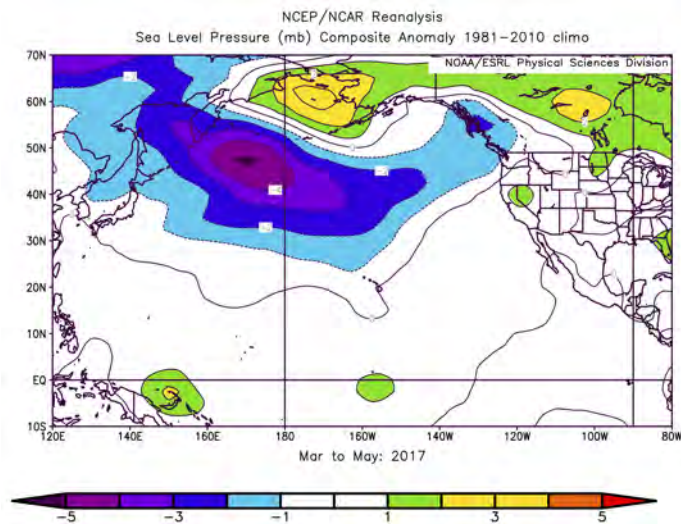 NCEP/NCAR Reanalysis
Sea Level Pressure (mb) Composite Anomaly 1981-2010 climo
NOAA/ESRL Physical Sciences Division
70N
60N
50N
40N
30N
20N
10N
EQ
10S
120E 140E 160E 180 160W 140W 120W 100W 80W
Mar to May: 2017
-5 -3 -1 1 3 5